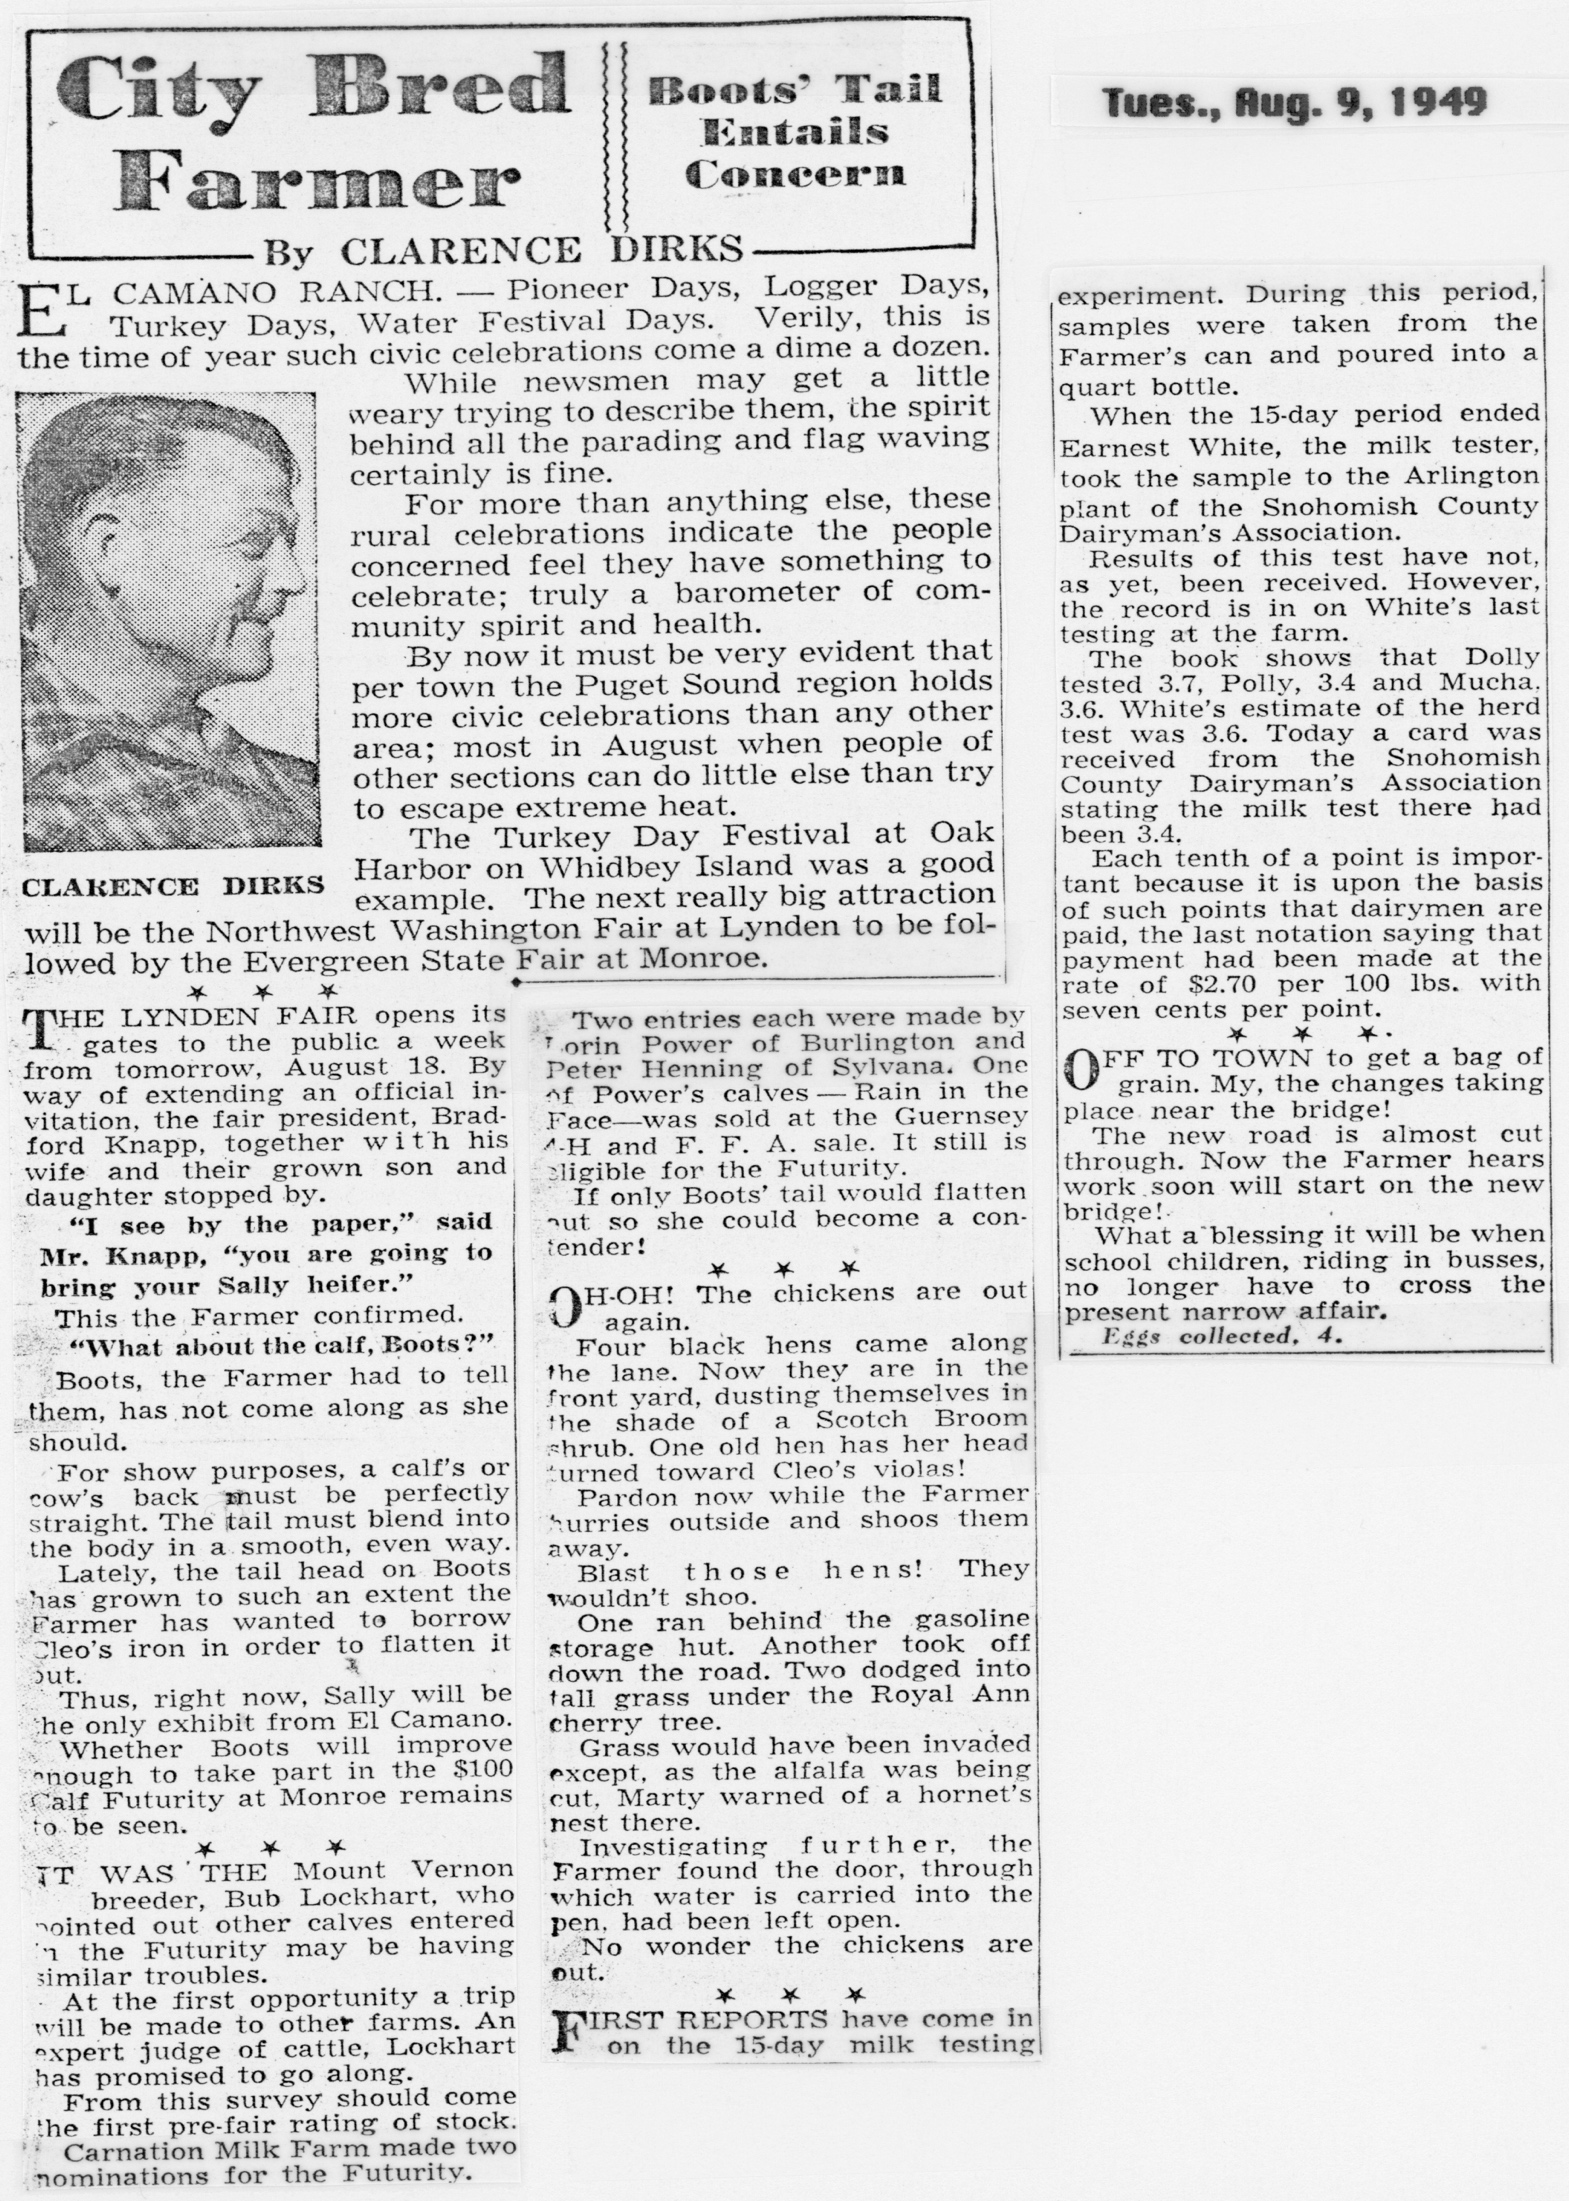 City Bred
Farmer
Boots' Tail
Entails
Concern
By CLARENCE DIRKS
Tues., Aug. 9, 1949
EL CAMANO RANCH. — Pioneer Days, Logger Days,
Turkey Days, Water Festival Days. Verily, this is
the time of year such civic celebrations come a dime a dozen.
While newsmen may get a little
weary trying to describe them, the spirit
behind all the parading and flag waving
certainly is fine.
For more than anything else, these
rural celebrations indicate the people
concerned feel they have something to
celebrate; truly a barometer of com-
munity spirit and health.
By now it must be very evident that
per town the Puget Sound region holds
more civic celebrations than any other
area; most in August when people of
other sections can do little else than try
to escape extreme heat.
The Turkey Day Festival at Oak
Harbor on Whidbey Island was a good
example. The next really big attraction
CLARENCE DIRKS
will be the Northwest Washington Fair at Lynden to be fol-
lowed by the Evergreen State Fair at Monroe.
THE LYNDEN FAIR opens its
gates to the public a week
from tomorrow, August 18. By
way of extending an official in-
vitation, the fair president, Brad-
ford Knapp, together with his
wife and their grown son and
daughter stopped by.
"I see by the paper," said
Mr. Knapp, "you are going to
bring your Sally heifer."
This the Farmer confirmed.
"What about the calf, Boots?"
Boots, the Farmer had to tell
them, has not come along as she
should.
For show purposes, a calf's or
cow's back must be perfectly
straight. The tail must blend into
the body in a smooth, even way.
Lately, the tail head on Boots
has grown to such an extent the
Farmer has wanted to borrow
Cleo's iron in order to flatten it
out.
Thus, right now, Sally will be
the only exhibit from El Camano.
Whether Boots will improve
enough to take part in the $100
Calf Futurity at Monroe remains
to be seen.
IT WAS THE Mount Vernon
breeder, Bub Lockhart, who
pointed out other calves entered
in the Futurity may be having
similar troubles.
At the first opportunity a trip
will be made to other farms. An
expert judge of cattle, Lockhart
has promised to go along.
From this survey should come
the first pre-fair rating of stock.
Carnation Milk Farm made two
nominations for the Futurity.
Two entries each were made by
Lorin Power of Burlington and
Peter Henning of Sylvana. One
of Power's calves — Rain in the
Face—was sold at the Guernsey
4-H and F. F. A. sale. It still is
eligible for the Futurity.
If only Boots' tail would flatten
out so she could become a con-
tender!
OH-OH! The chickens are out
again.
Four black hens came along
the lane. Now they are in the
front yard, dusting themselves in
the shade of a Scotch Broom
shrub. One old hen has her head
turned toward Cleo's violas!
Pardon now while the Farmer
hurries outside and shoos them
away.
Blast those hens! They
wouldn't shoo.
One ran behind the gasoline
storage hut. Another took off
down the road. Two dodged into
tall grass under the Royal Ann
cherry tree.
Grass would have been invaded
except, as the alfalfa was being
cut, Marty warned of a hornet's
nest there.
Investigating further, the
Farmer found the door, through
which water is carried into the
pen, had been left open.
No wonder the chickens are
out.
FIRST REPORTS have come in
on the 15-day milk testing
experiment. During this period,
samples were taken from the
Farmer's can and poured into a
quart bottle.
When the 15-day period ended
Earnest White, the milk tester,
took the sample to the Arlington
plant of the Snohomish County
Dairyman's Association.
Results of this test have not,
as yet, been received. However,
the record is in on White's last
testing at the farm.
The book shows that Dolly
tested 3.7, Polly, 3.4 and Mucha,
3.6. White's estimate of the herd
test was 3.6. Today a card was
received from the Snohomish
County Dairyman's Association
stating the milk test there had
been 3.4.
Each tenth of a point is impor-
tant because it is upon the basis
of such points that dairymen are
paid, the last notation saying that
payment had been made at the
rate of $2.70 per 100 lbs. with
seven cents per point.
OFF TO TOWN to get a bag of
grain. My, the changes taking
place near the bridge!
The new road is almost cut
through. Now the Farmer hears
work soon will start on the new
bridge!
What a blessing it will be when
school children, riding in busses,
no longer have to cross the
present narrow affair.
Eggs collected, 4.